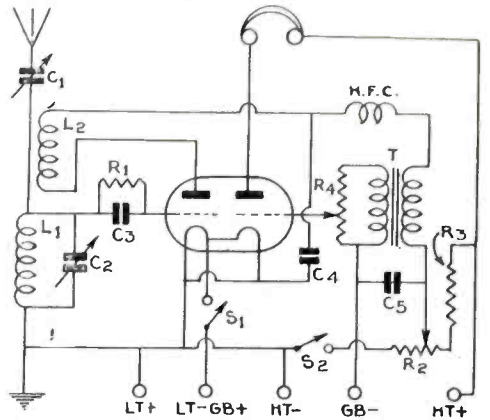 C1
H.F.C.
L2
T
R1
R4
R3
L1
C3
C2
C4
C5
S1
S2
R2
LT+
LT-GB+
HT-
GB-
HT+